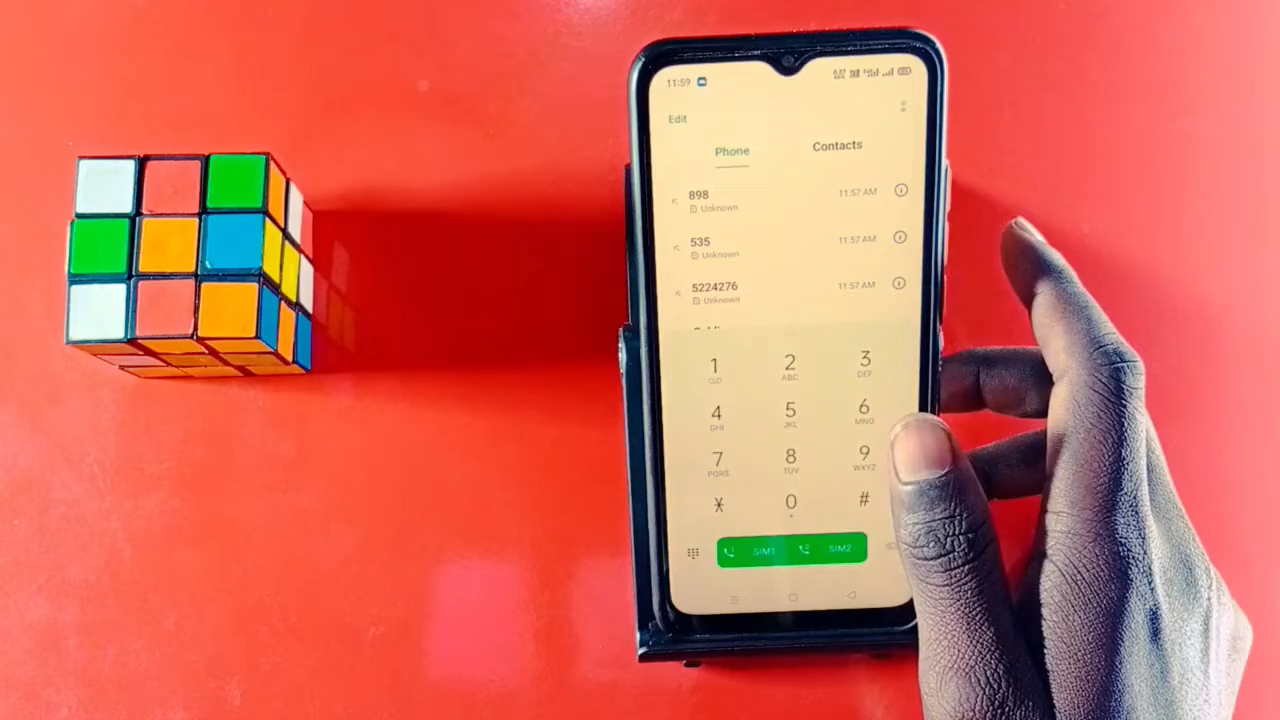 11:59
Edit
Phone Contacts
898 11:57 AM
Unknown
535 11:57 AM
Unknown
5224276 11:57 AM
Unknown
1 2 3
ABC DEF
4 5 6
GHI JKL MNO
7 8 9
PQRS TUV WXYZ
* 0 #
+
SIM1 SIM2